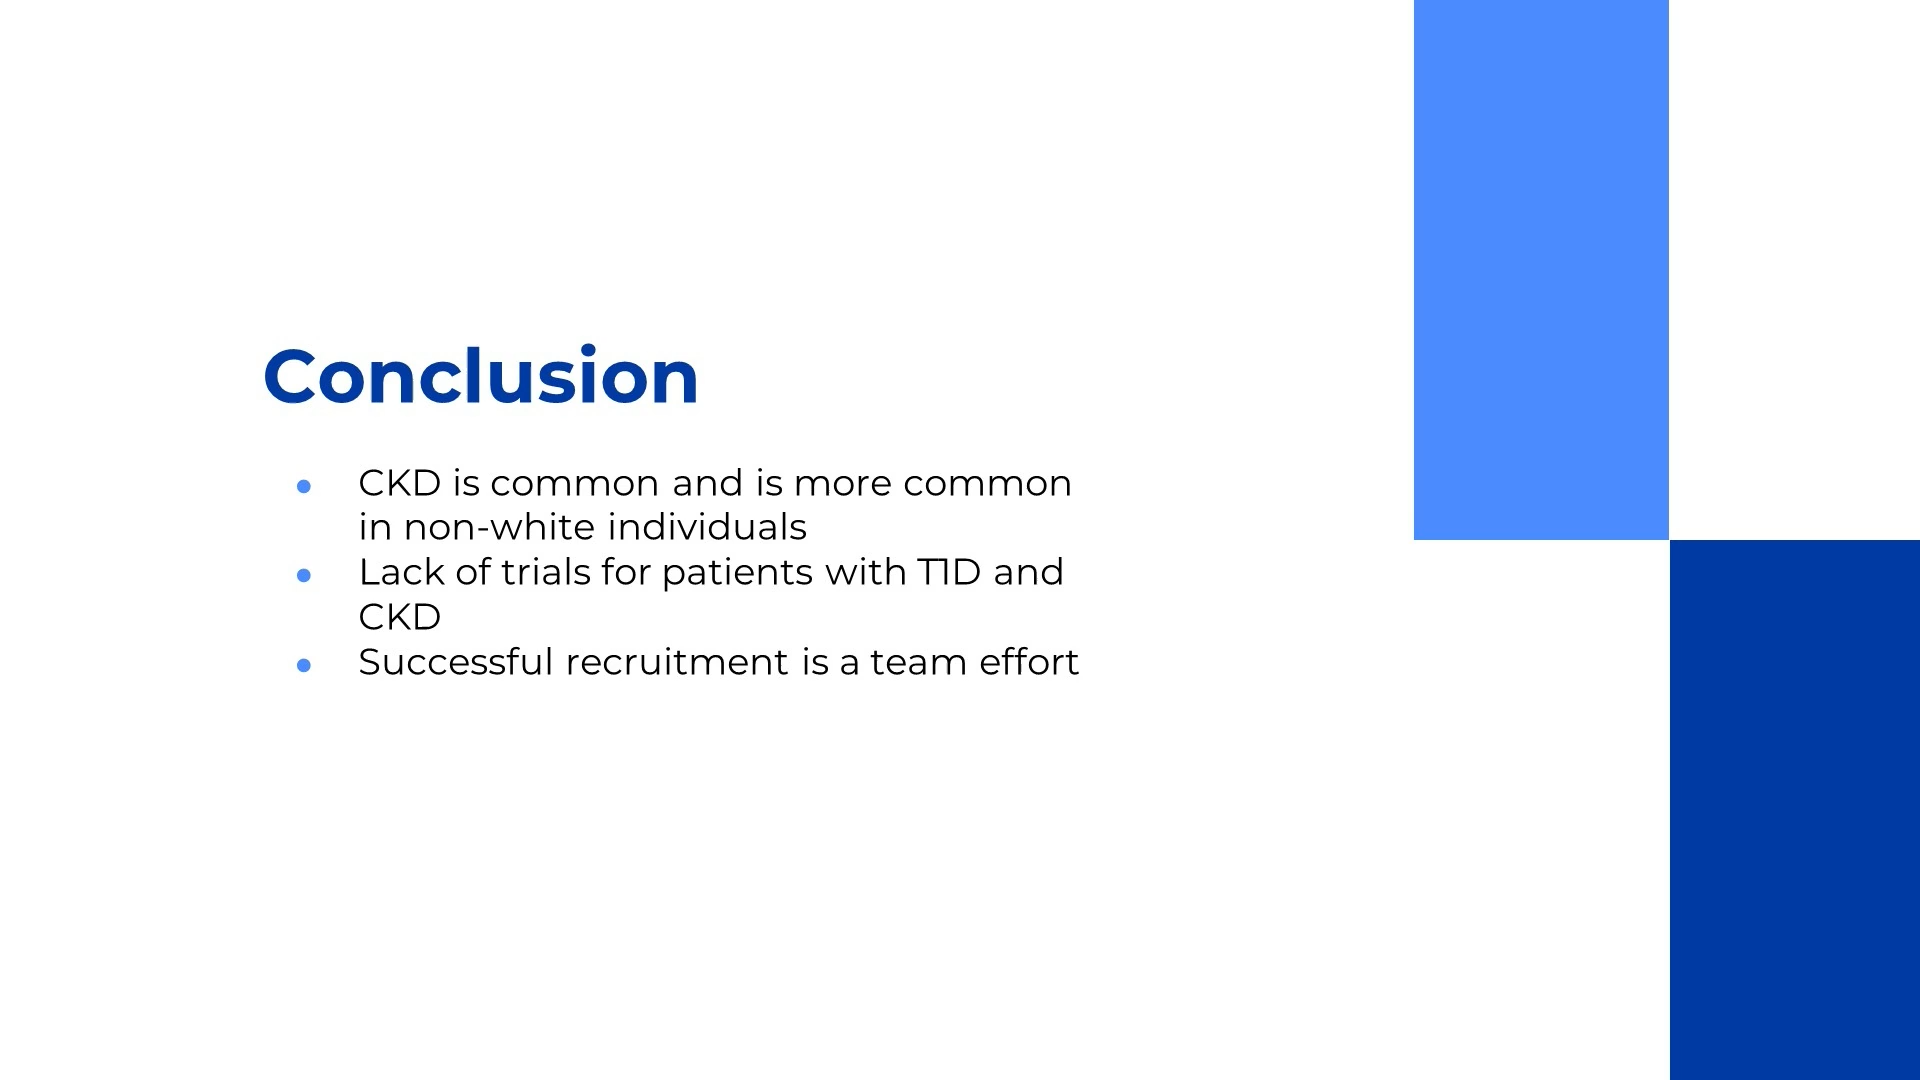 Conclusion
● CKD is common and is more common
in non-white individuals
● Lack of trials for patients with T1D and
CKD
● Successful recruitment is a team effort